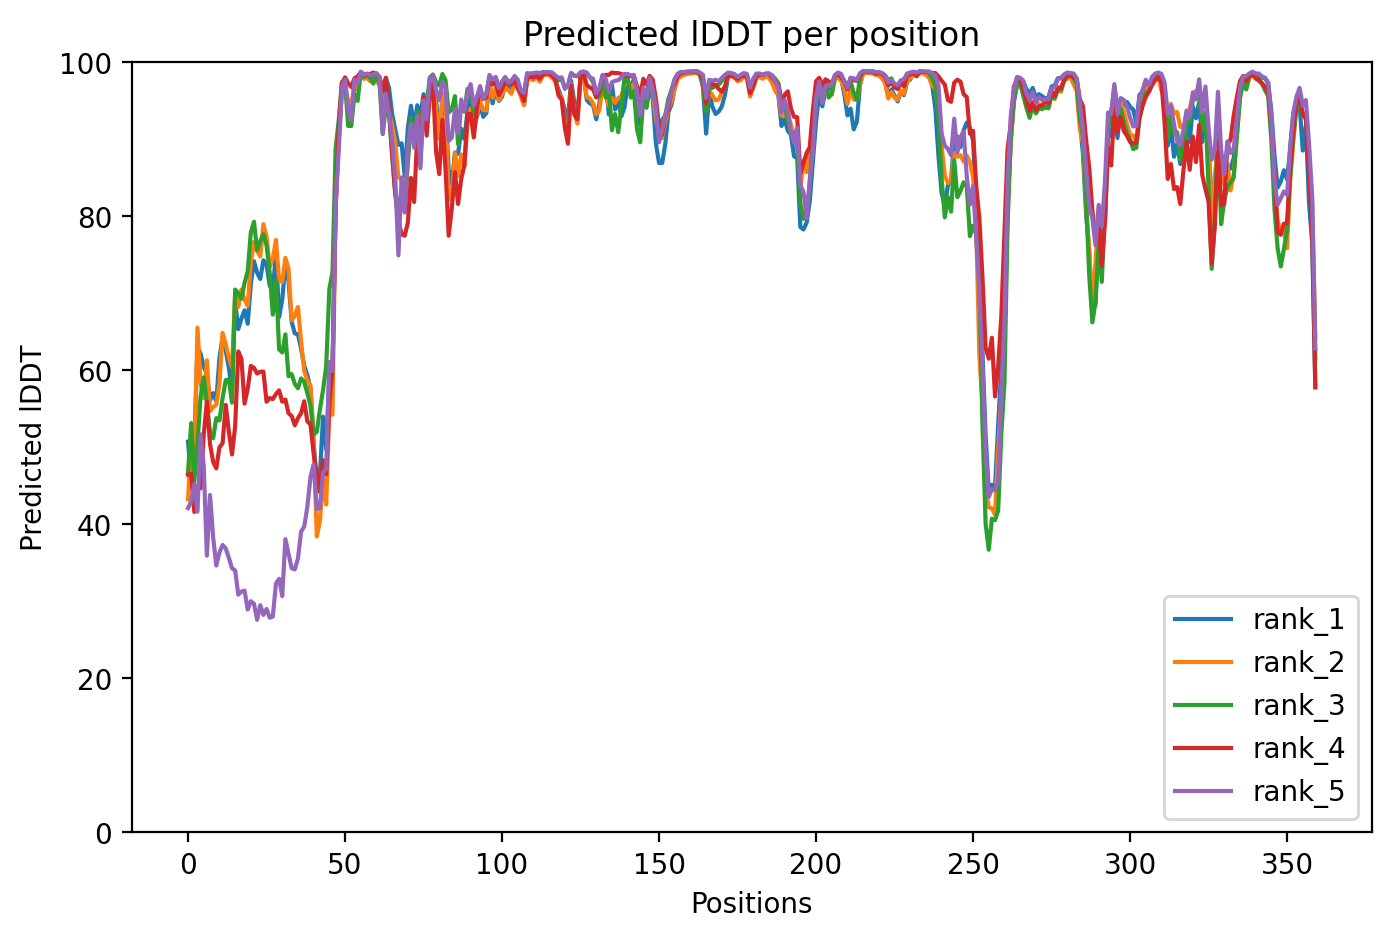 Predicted lDDT per position
100
80
60
40
20
0
Predicted lDDT
0 50 100 150 200 250 300 350
Positions
rank_1
rank_2
rank_3
rank_4
rank_5